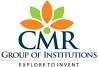 CMR
GROUP OF INSTITUTIONS
EXPLORE TO INVENT